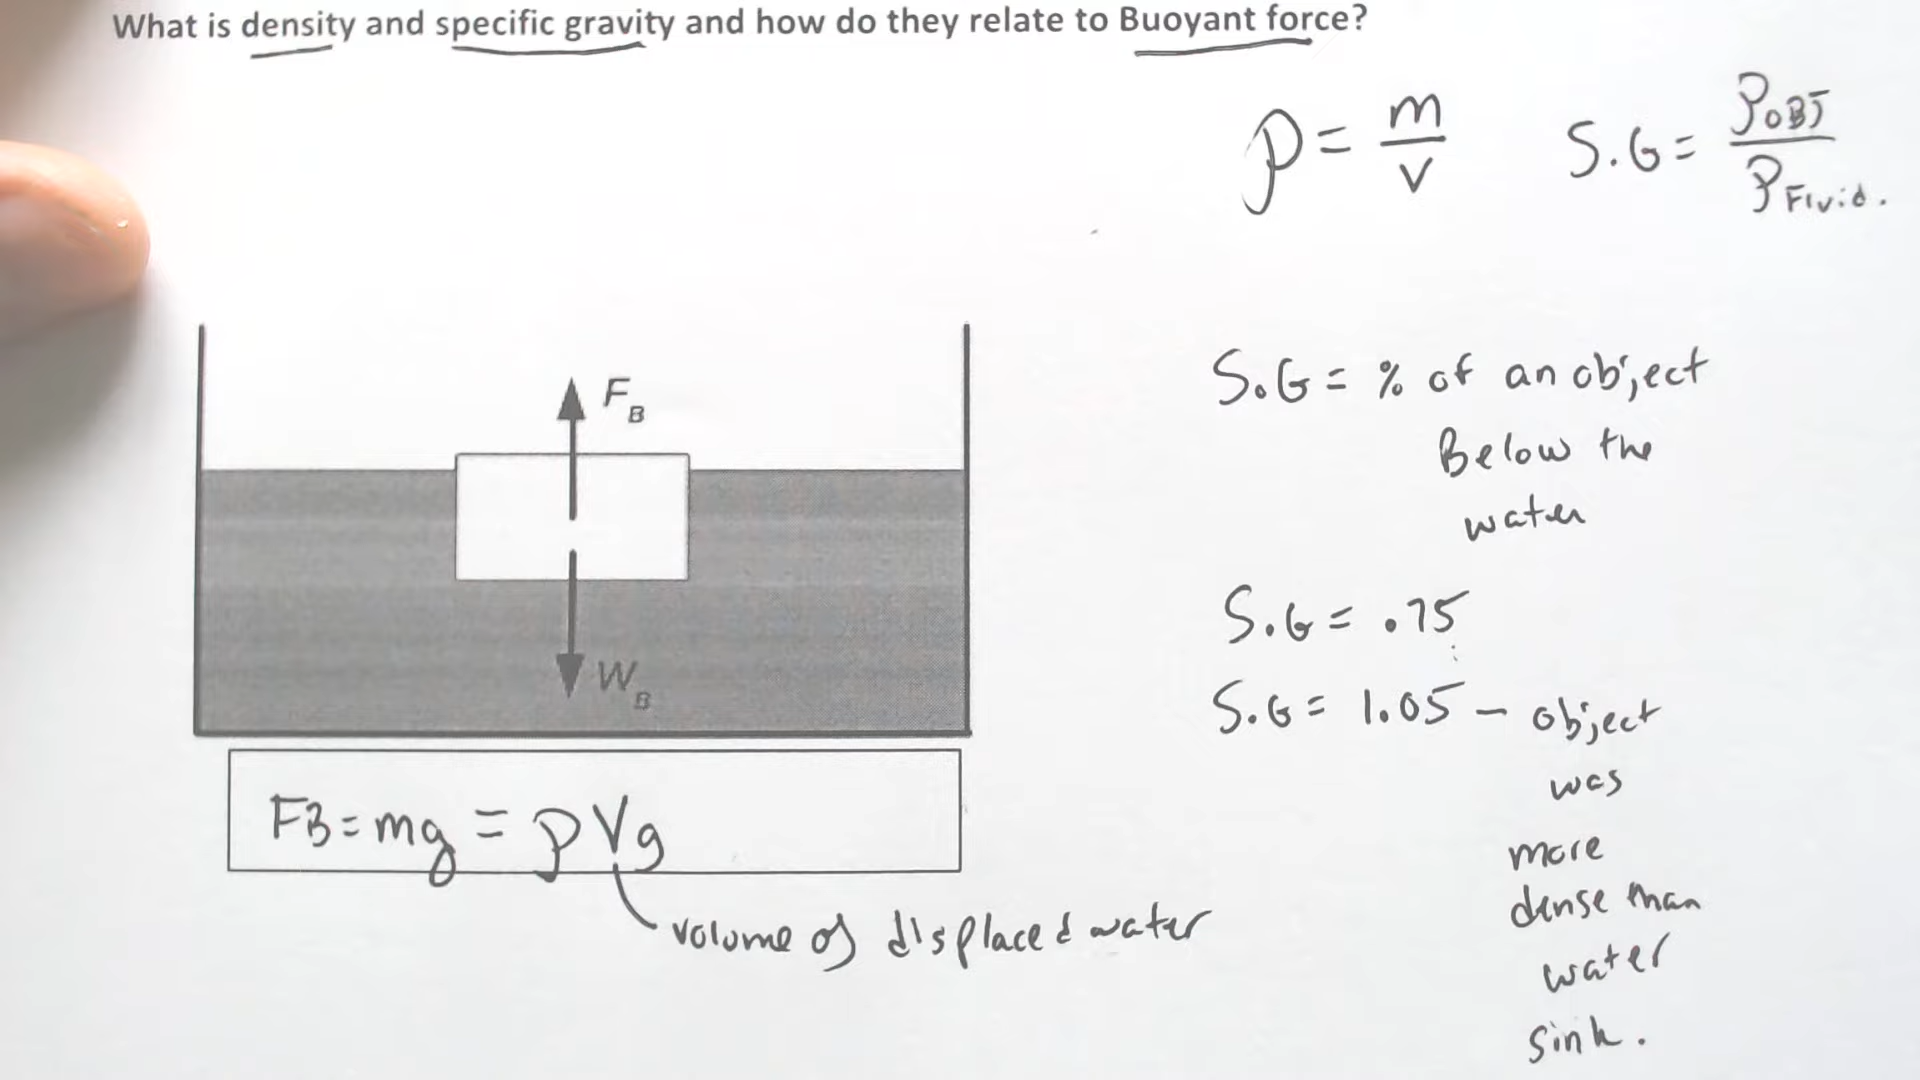 What is density and specific gravity and how do they relate to Buoyant force?
ρ = m/v
S.G = ρOBJ/ρFluid.
S.G = % of an object
Below the
water
S.G = .75
S.G = 1.05 – object
was
more
dense than
water
sink.
F_B
W_B
FB = mg = ρVg
volume of displaced water